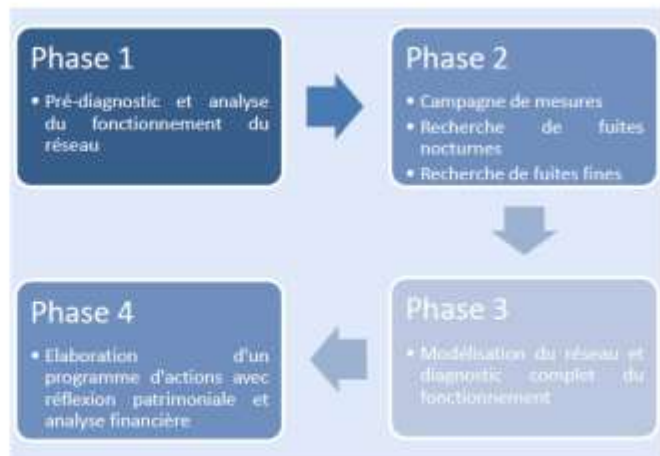 Phase 1
• Pré-diagnostic et analyse
du fonctionnement du
réseau
Phase 2
• Campagne de mesures
• Recherche de fuites
nocturnes
• Recherche de fuites fines
Phase 3
• Modélisation du réseau et
diagnostic complet du
fonctionnement
Phase 4
• Elaboration d'un
programme d'actions avec
réflexion patrimoniale et
analyse financière